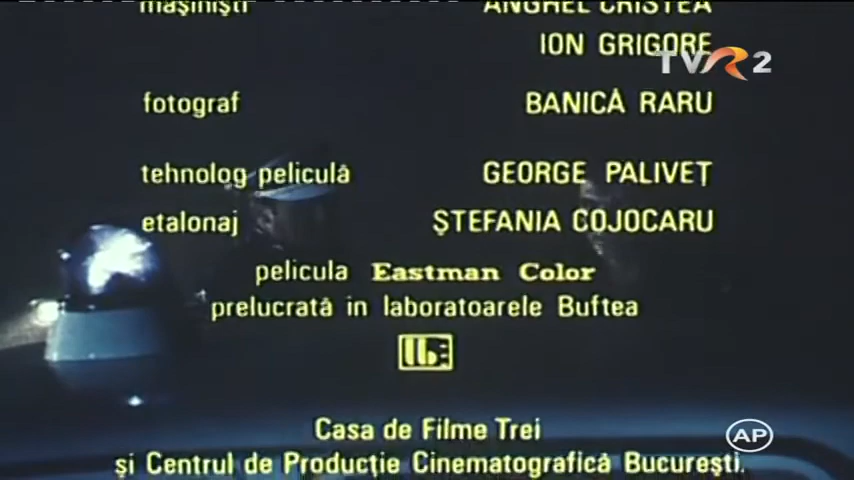 mașiniști ANGHEL CRISTEA
ION GRIGORE
TVR2
fotograf BANICĂ RARU
tehnolog peliculă GEORGE PALIVEȚ
etalonaj ȘTEFANIA COJOCARU
pelicula Eastman Color
prelucrată in laboratoarele Buftea
Casa de Filme Trei
AP
și Centrul de Producție Cinematografică București.